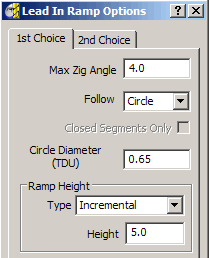 Lead In Ramp Options
1st Choice 2nd Choice
Max Zig Angle 4.0
Follow Circle
Closed Segments Only
Circle Diameter (TDU) 0.65
Ramp Height
Type Incremental
Height 5.0